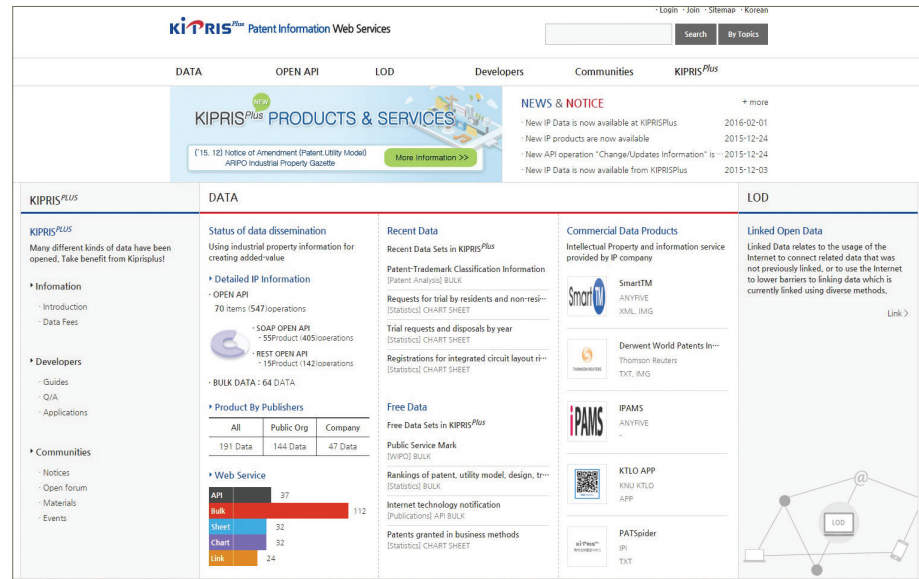 · Login · Join · Sitemap · Korean
KIPRIS Plus Patent Information Web Services
Search
By Topics
DATA
OPEN API
LOD
Developers
Communities
KIPRIS Plus
NEW
KIPRIS Plus PRODUCTS & SERVICES
('15. 12) Notice of Amendment (Patent.Utility Model)
ARIPO Industrial Property Gazette
More Information >>
NEWS & NOTICE
+ more
· New IP Data is now available at KIPRISPlus 2016-02-01
· New IP products are now available 2015-12-24
· New API operation "Change/Updates Information" is ··· 2015-12-24
· New IP Data is now available from KIPRISPlus 2015-12-03
KIPRIS PLUS
KIPRIS PLUS
Many different kinds of data have been
opened. Take benefit from Kiprisplus!
Infomation
· Introduction
· Data Fees
Developers
· Guides
· Q/A
· Applications
Communities
· Notices
· Open forum
· Materials
· Events
DATA
Status of data dissemination
Using industrial property information for
creating added-value
Detailed IP Information
· OPEN API
70 items (547)operations
· SOAP OPEN API
- 55Product (405)operations
· REST OPEN API
- 15Product (142)operations
· BULK DATA : 64 DATA
Product By Publishers
All Public Org Company
191 Data 144 Data 47 Data
Web Service
API 37
Bulk 112
Sheet 32
Chart 32
Link 24
Recent Data
Recent Data Sets in KIPRIS Plus
Patent-Trademark Classification Information
[Patent Analysis] BULK
Requests for trial by residents and non-resi···
[Statistics] CHART SHEET
Trial requests and disposals by year
[Statistics] CHART SHEET
Registrations for integrated circuit layout ri···
[Statistics] CHART SHEET
Free Data
Free Data Sets in KIPRIS Plus
Public Service Mark
[WIPO] BULK
Rankings of patent, utility model, design, tr···
[Statistics] BULK
Internet technology notification
[Publications] API BULK
Patents granted in business methods
[Statistics] CHART SHEET
Commercial Data Products
Intellectual Property and information service
provided by IP company
Smart TM
SmartTM
ANYFIVE
XML, IMG
THOMSON REUTERS
Derwent World Patents In···
Thomson Reuters
TXT, IMG
iPAMS
IPAMS
ANYFIVE
-
KTLO APP
KNU KTLO
APP
PATSpider
IPi
TXT
LOD
Linked Open Data
Linked Data relates to the usage of the
Internet to connect related data that was
not previously linked, or to use the Internet
to lower barriers to linking data which is
currently linked using diverse methods.
Link >
@
LOD